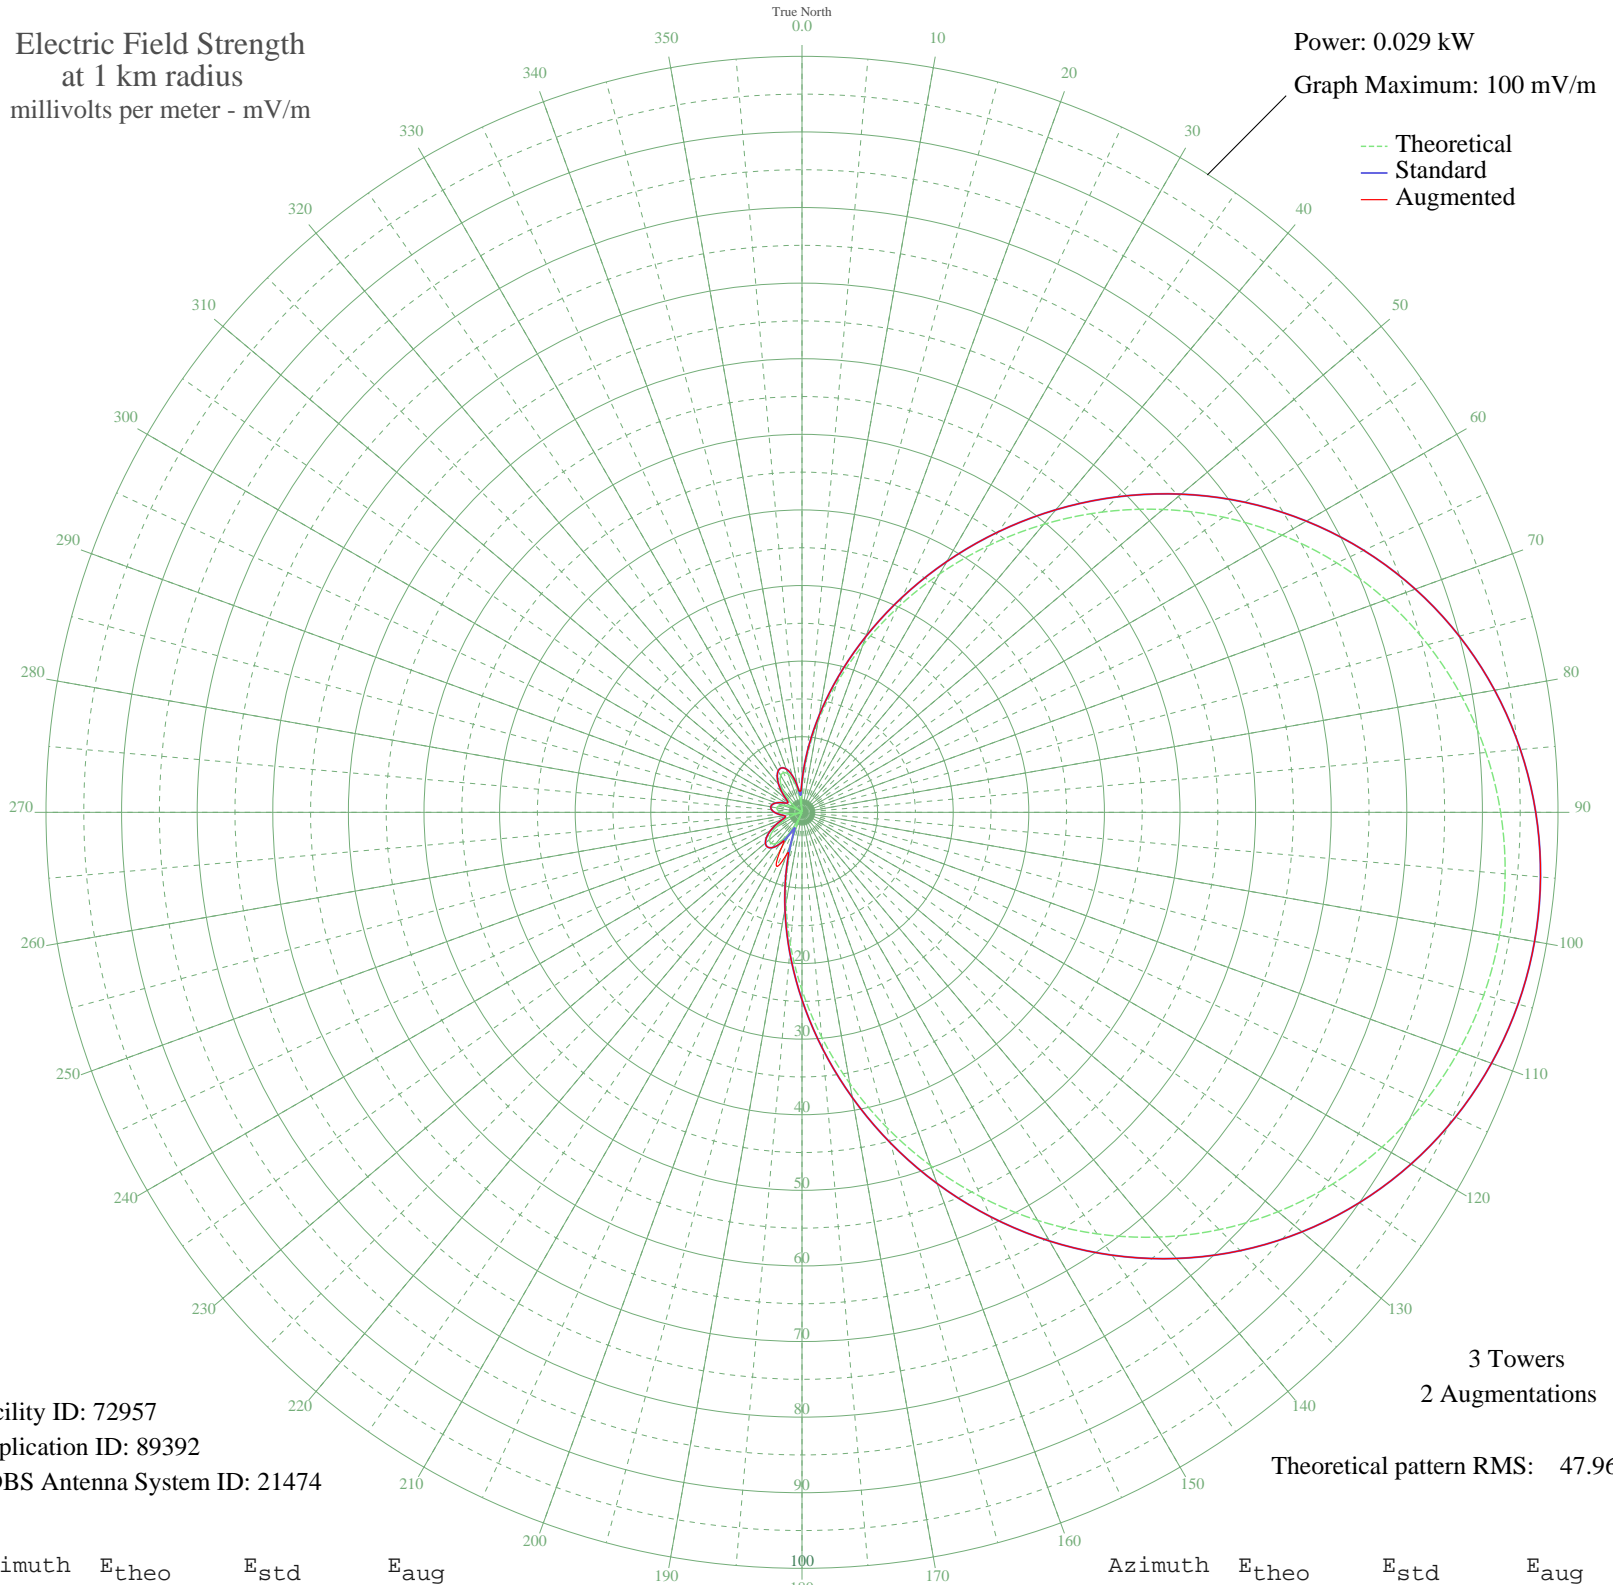 True North
0.0
Electric Field Strength
at 1 km radius
millivolts per meter - mV/m
Power: 0.029 kW
Graph Maximum: 100 mV/m
Theoretical
Standard
Augmented
10
20
30
40
50
60
70
80
90
100
110
120
130
140
150
160
170
190
200
210
220
230
240
250
260
270
280
290
300
310
320
330
340
350
20
30
40
50
60
70
80
90
100
3 Towers
2 Augmentations
Theoretical pattern RMS: 47.96
cility ID: 72957
plication ID: 89392
DBS Antenna System ID: 21474
imuth Etheo Estd Eaug
Azimuth Etheo Estd Eaug